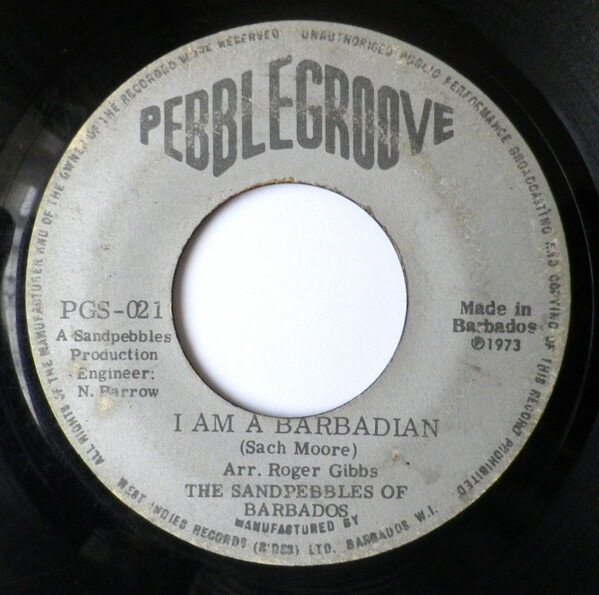 PEBBLEGROOVE
PGS-021
A Sandpebbles
Production
Engineer:
N. Barrow
Made in
Barbados
℗1973
I AM A BARBADIAN
(Sach Moore)
Arr. Roger Gibbs
THE SANDPEBBLES OF
BARBADOS
MANUFACTURED BY
WEST INDIES RECORDS (B'DOS) LTD. BARBADOS W.I.
ALL RIGHTS OF THE MANUFACTURER AND OF THE OWNER OF THE RECORDED WORK RESERVED UNAUTHORISED PUBLIC PERFORMANCE BROADCASTING AND COPYING OF THIS RECORD PROHIBITED